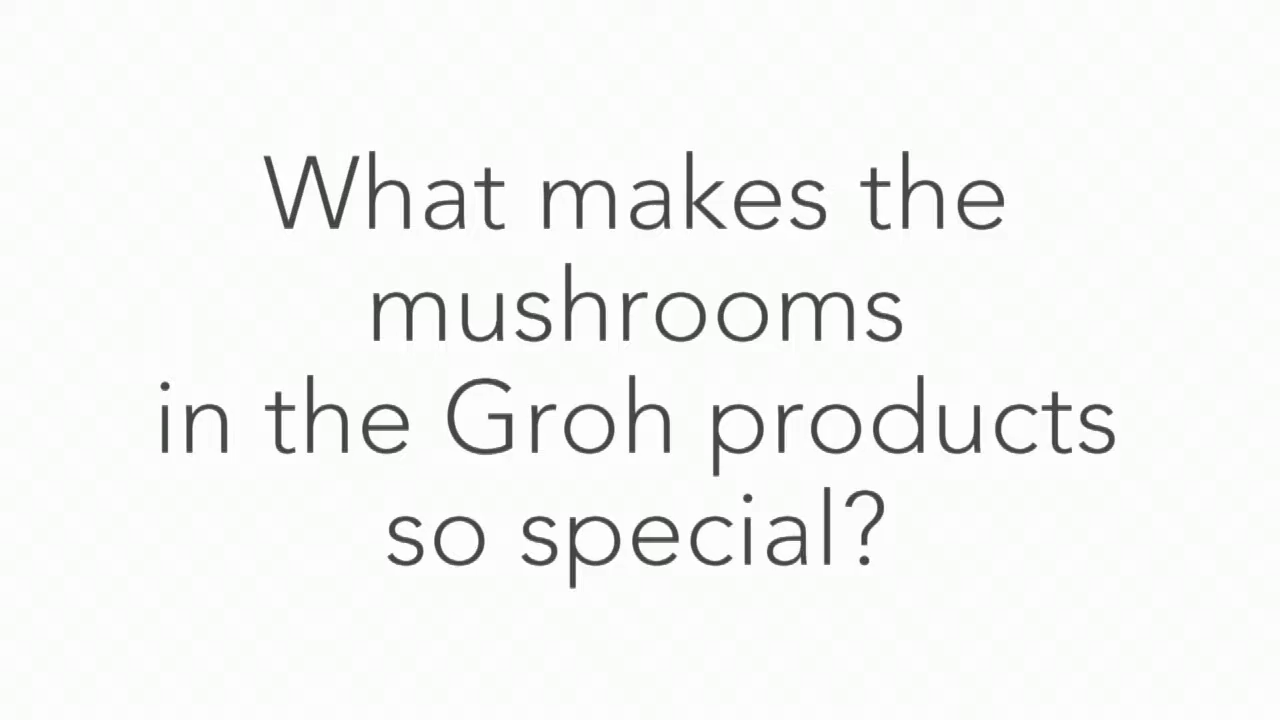 What makes the
mushrooms
in the Groh products
so special?